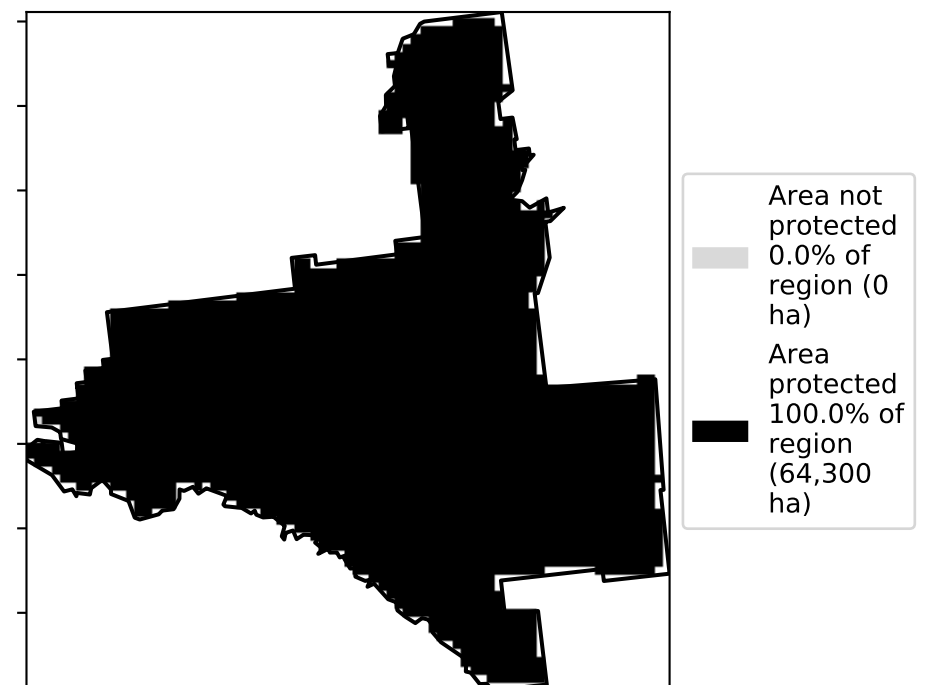 Area not
protected
0.0% of
region (0
ha)
Area
protected
100.0% of
region
(64,300
ha)